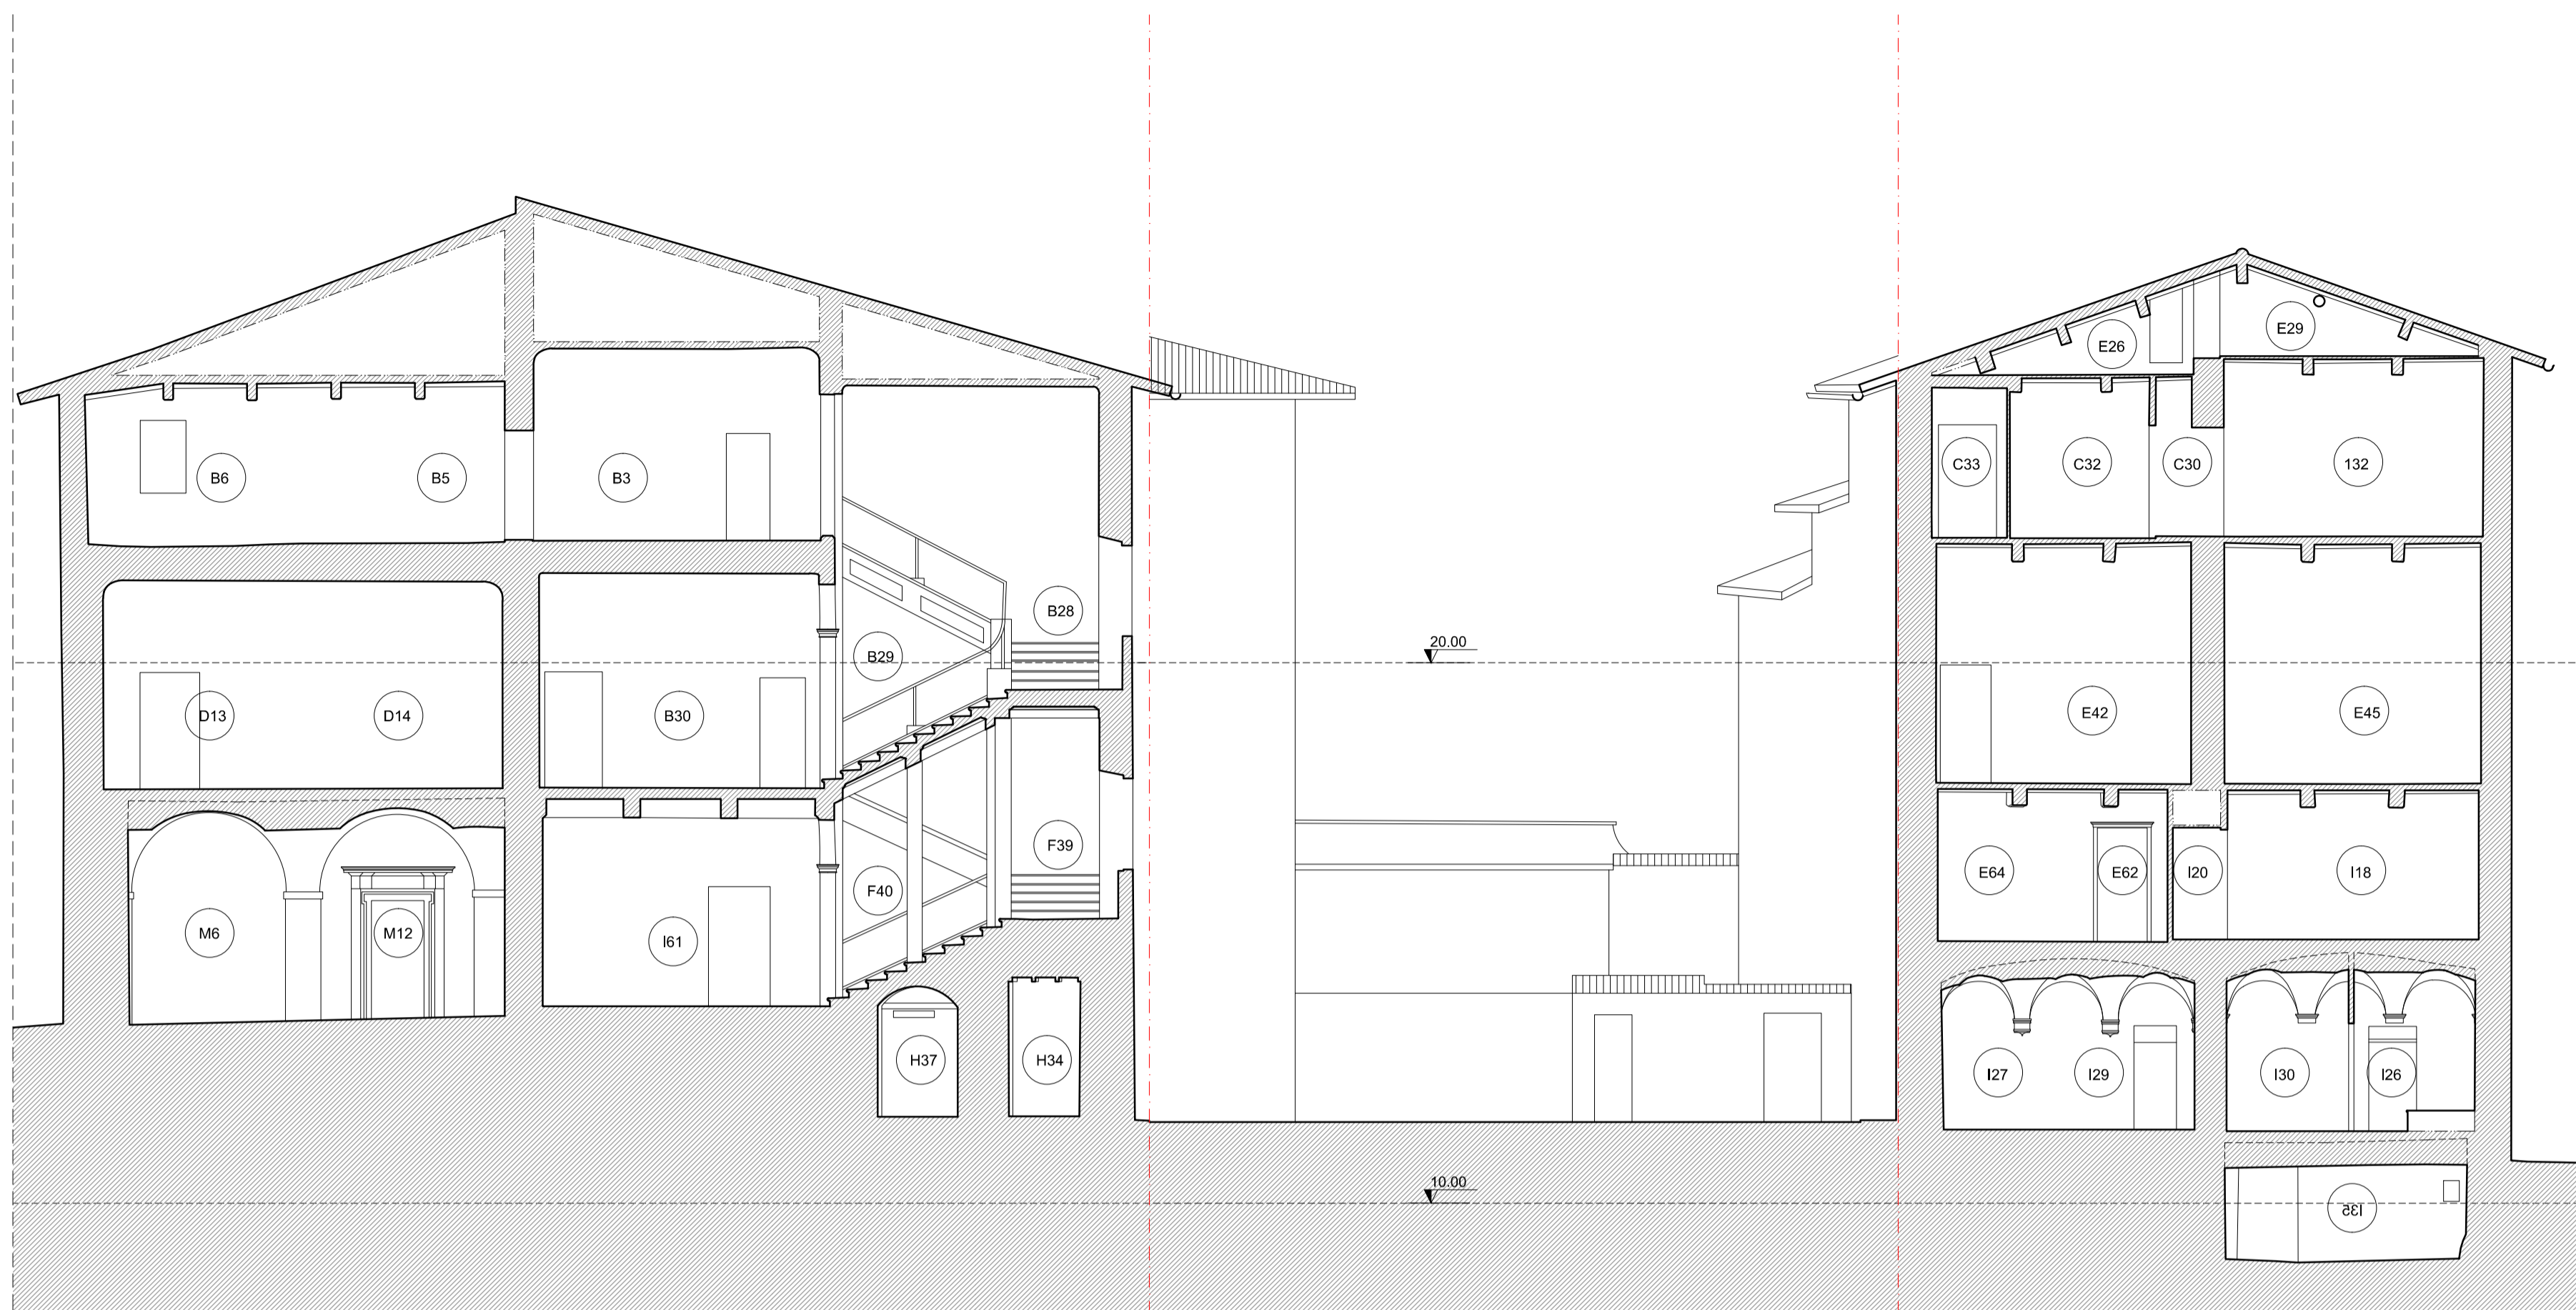 E29
E26
B6
B5
B3
C33
C32
C30
132
B28
20.00
B29
D13
D14
B30
E42
E45
F39
E64
E62
I20
I18
F40
M6
M12
I61
H37
H34
I27
I29
I30
I26
10.00
I35